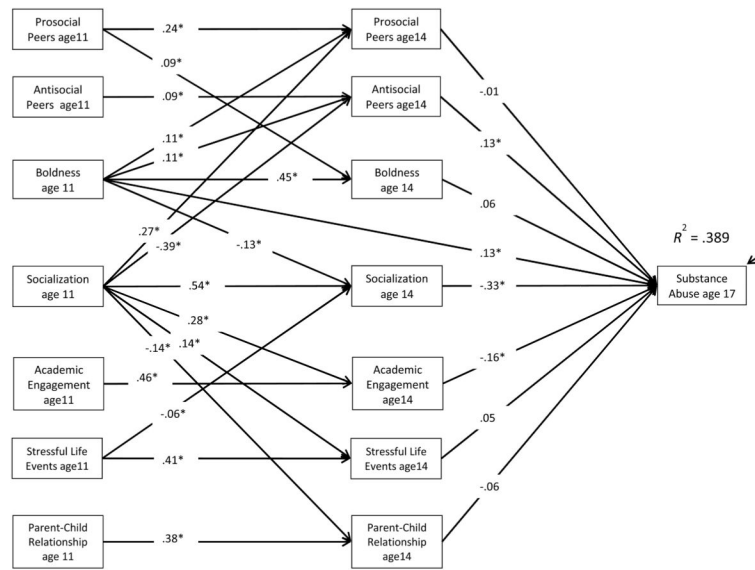 Prosocial
Peers age11
.24*
Prosocial
Peers age14
.09*
-.01
Antisocial
Peers age11
.09*
Antisocial
Peers age14
.11*
.13*
.11*
Boldness
age 11
.45*
Boldness
age 14
.06
.27*
-.39*
-.13*
.13*
R² = .389
Socialization
age 11
.54*
Socialization
age 14
-.33*
Substance
Abuse age 17
.28*
-.14*
.14*
-.16*
Academic
Engagement
age11
.46*
Academic
Engagement
age14
-.06*
.05
Stressful Life
Events age11
.41*
Stressful Life
Events age14
-.06
Parent-Child
Relationship
age 11
.38*
Parent-Child
Relationship
age14